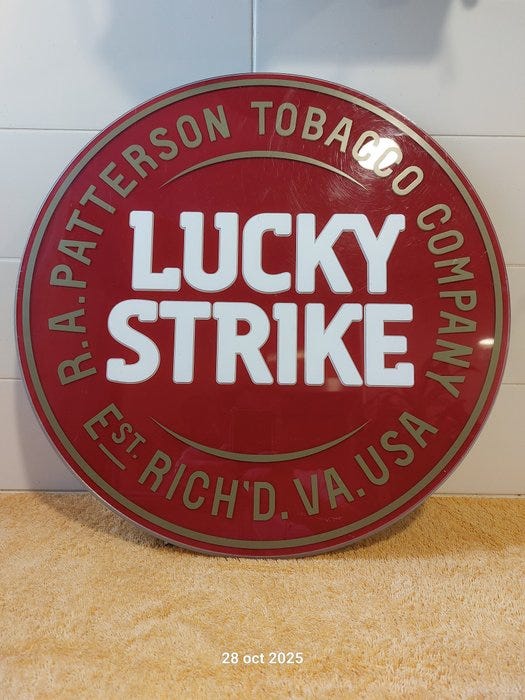 R.A. PATTERSON TOBACCO COMPANY
LUCKY
STRIKE
EST. RICH'D. VA. USA
28 oct 2025